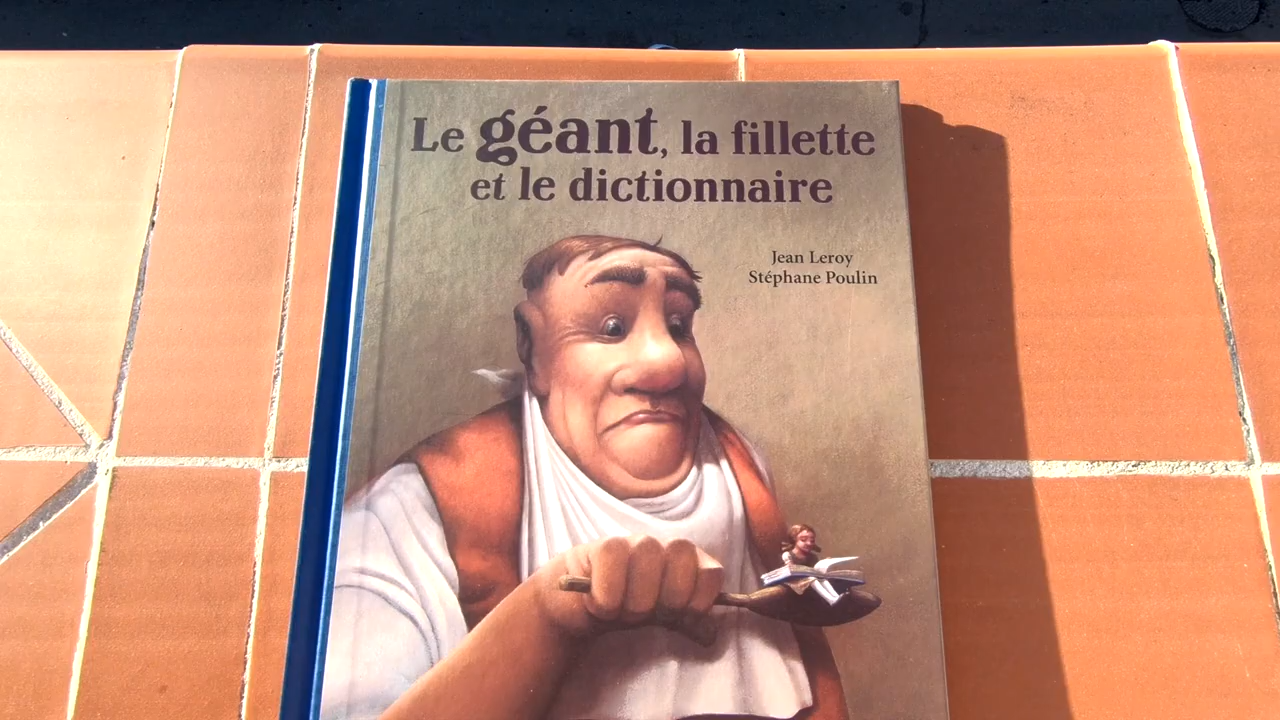 Le géant, la fillette
et le dictionnaire
Jean Leroy
Stéphane Poulin